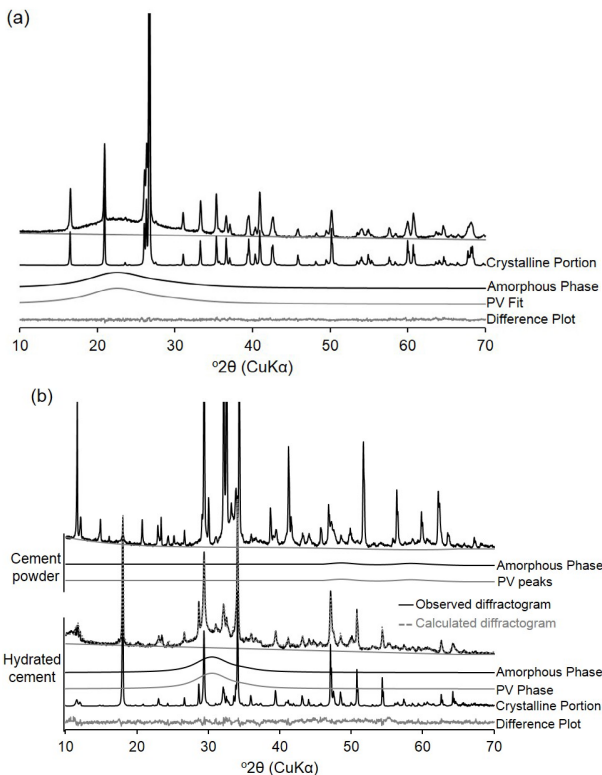 (a)
Crystalline Portion
Amorphous Phase
PV Fit
Difference Plot
10 20 30 40 50 60 70
º2θ (CuKα)
(b)
Cement
powder
Amorphous Phase
PV peaks
Observed diffractogram
Calculated diffractogram
Hydrated
cement
Amorphous Phase
PV Phase
Crystalline Portion
Difference Plot
10 20 30 40 50 60 70
º2θ (CuKα)